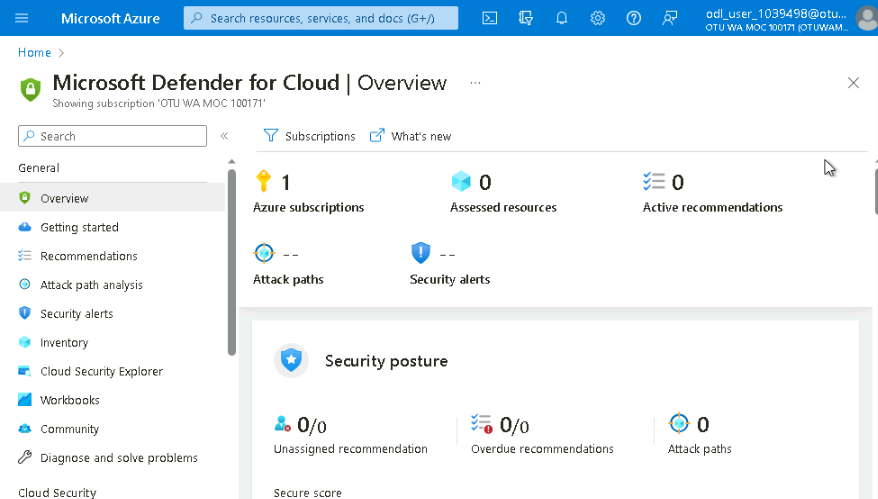 Microsoft Azure
Search resources, services, and docs (G+/)
odl_user_1039498@otu...
OTU WA MOC 100171 (OTUWAM...
Home >
Microsoft Defender for Cloud | Overview ...
Showing subscription 'OTU WA MOC 100171'
Search
«
Subscriptions
What's new
General
Overview
Getting started
Recommendations
Attack path analysis
Security alerts
Inventory
Cloud Security Explorer
Workbooks
Community
Diagnose and solve problems
Cloud Security
1
Azure subscriptions
0
Assessed resources
0
Active recommendations
--
Attack paths
--
Security alerts
Security posture
0/0
Unassigned recommendation
0/0
Overdue recommendations
0
Attack paths
Secure score